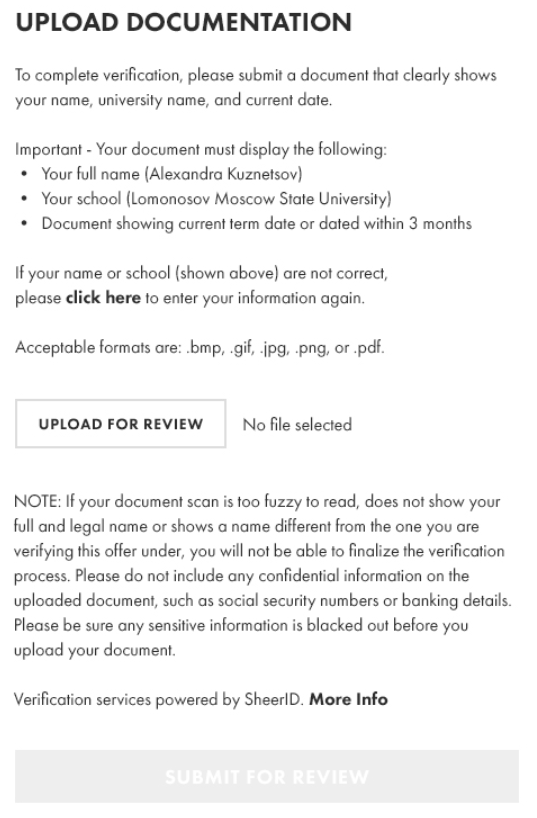 UPLOAD DOCUMENTATION
To complete verification, please submit a document that clearly shows
your name, university name, and current date.
Important - Your document must display the following:
• Your full name (Alexandra Kuznetsov)
• Your school (Lomonosov Moscow State University)
• Document showing current term date or dated within 3 months
If your name or school (shown above) are not correct,
please click here to enter your information again.
Acceptable formats are: .bmp, .gif, .jpg, .png, or .pdf.
UPLOAD FOR REVIEW No file selected
NOTE: If your document scan is too fuzzy to read, does not show your
full and legal name or shows a name different from the one you are
verifying this offer under, you will not be able to finalize the verification
process. Please do not include any confidential information on the
uploaded document, such as social security numbers or banking details.
Please be sure any sensitive information is blacked out before you
upload your document.
Verification services powered by SheerID. More Info
SUBMIT FOR REVIEW